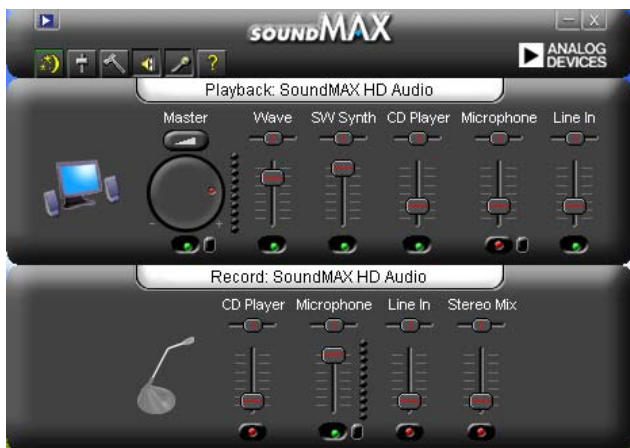 SOUNDMAX
ANALOG DEVICES
?
Playback: SoundMAX HD Audio
Master Wave SW Synth CD Player Microphone Line In
- +
Record: SoundMAX HD Audio
CD Player Microphone Line In Stereo Mix